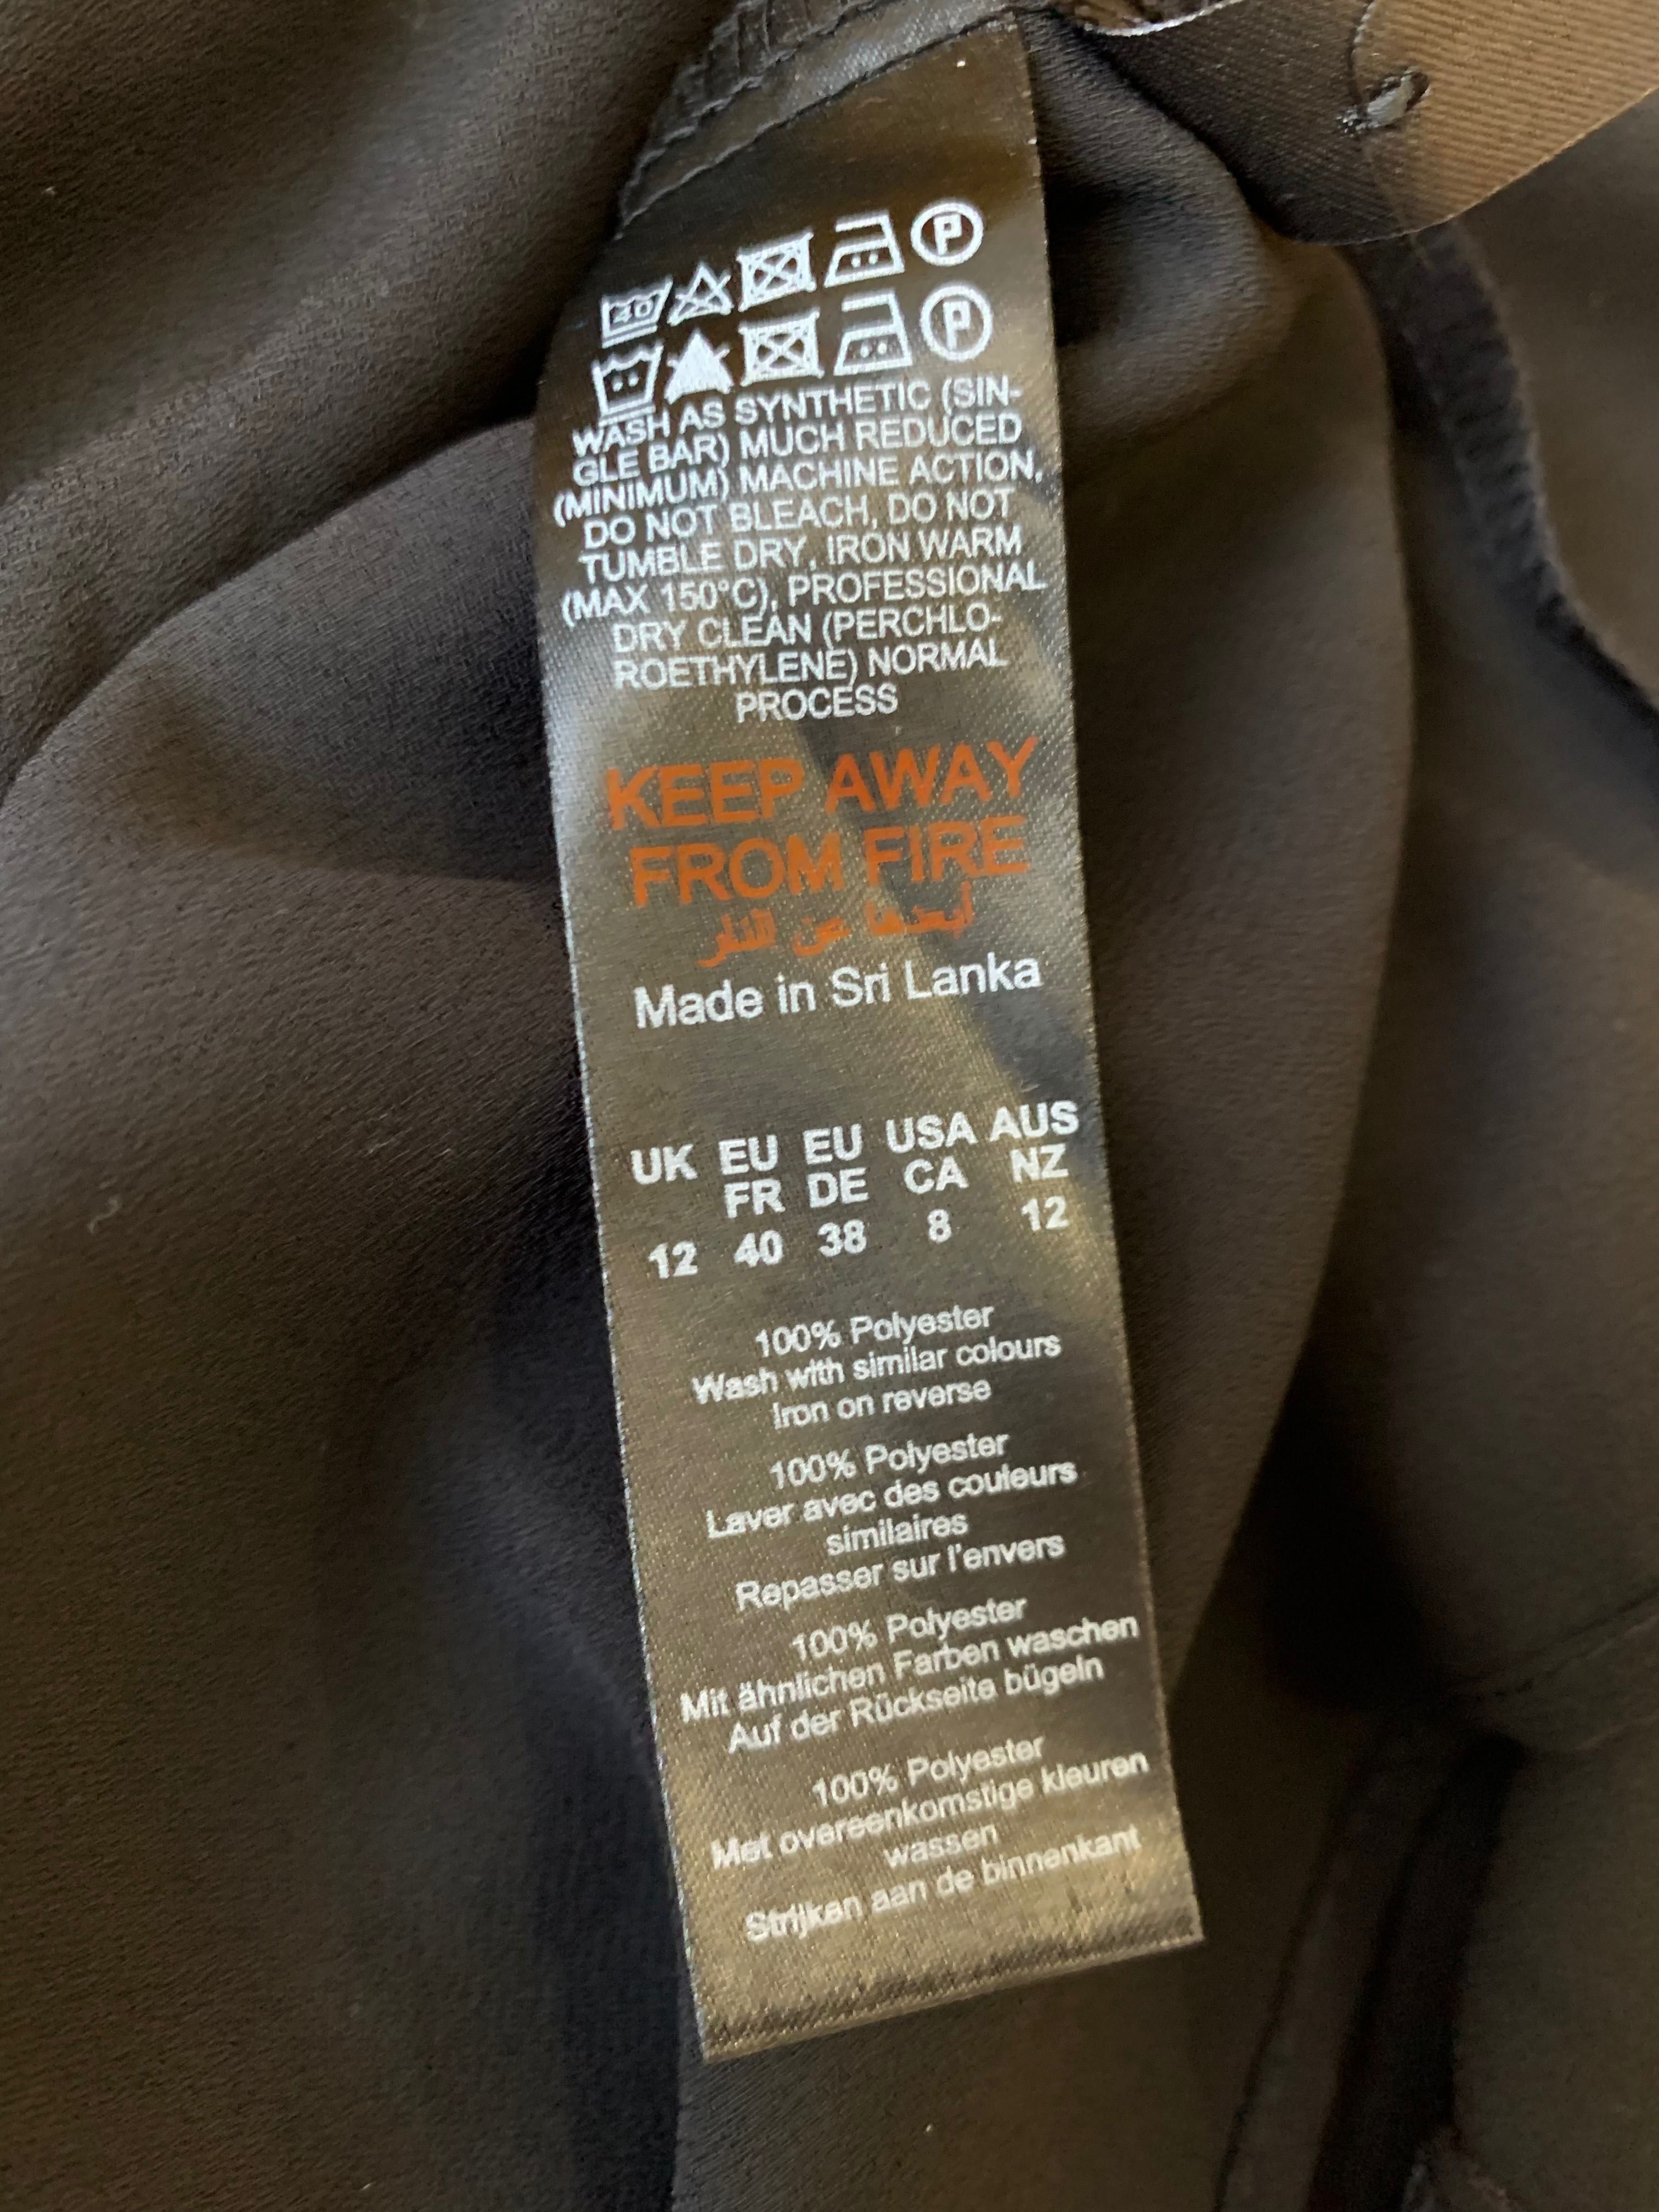 40 P
P
WASH AS SYNTHETIC (SIN-
GLE BAR) MUCH REDUCED
(MINIMUM) MACHINE ACTION,
DO NOT BLEACH, DO NOT
TUMBLE DRY, IRON WARM
(MAX 150°C), PROFESSIONAL
DRY CLEAN (PERCHLO-
ROETHYLENE) NORMAL
PROCESS
KEEP AWAY
FROM FIRE
أبعدها عن النار
Made in Sri Lanka
UK EU EU USA AUS
FR DE CA NZ
12 40 38 8 12
100% Polyester
Wash with similar colours
Iron on reverse
100% Polyester
Laver avec des couleurs
similaires
Repasser sur l'envers
100% Polyester
Mit ähnlichen Farben waschen
Auf der Rückseite bügeln
100% Polyester
Met overeenkomstige kleuren
wassen
Strijken aan de binnenkant